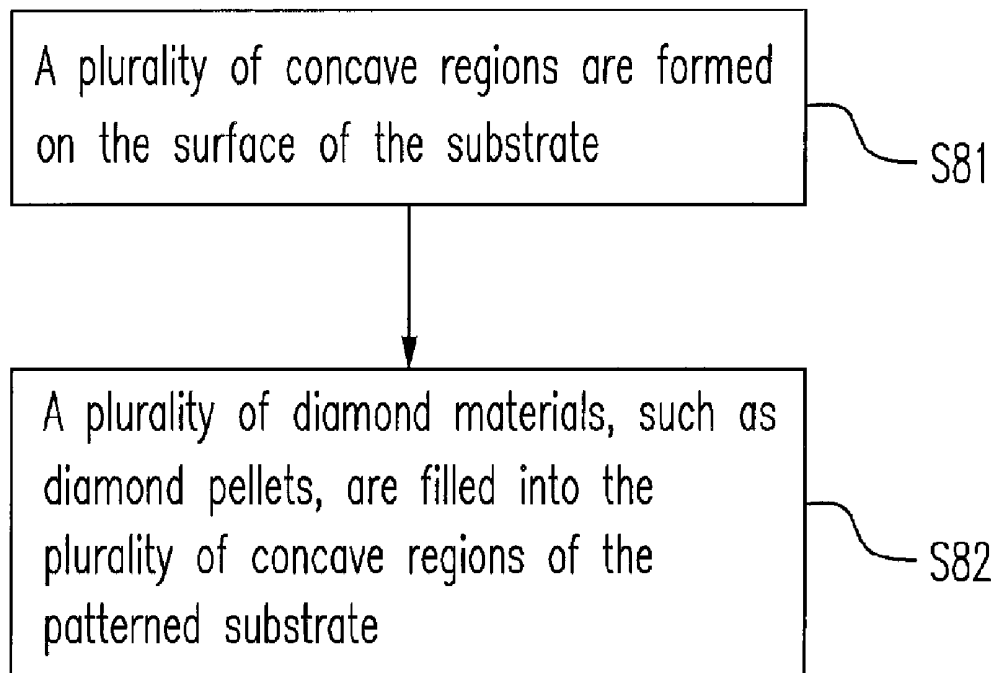 A plurality of concave regions are formed
on the surface of the substrate
S81
A plurality of diamond materials, such as
diamond pellets, are filled into the
plurality of concave regions of the
patterned substrate
S82